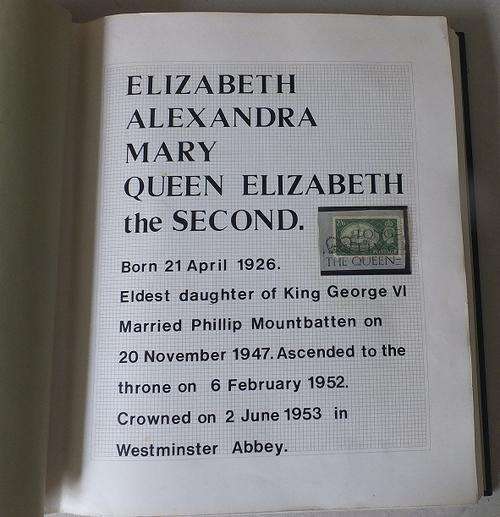 ELIZABETH
ALEXANDRA
MARY
QUEEN ELIZABETH
the SECOND.
THE QUEEN=
Born 21 April 1926.
Eldest daughter of King George VI
Married Phillip Mountbatten on
20 November 1947. Ascended to the
throne on 6 February 1952.
Crowned on 2 June 1953 in
Westminster Abbey.